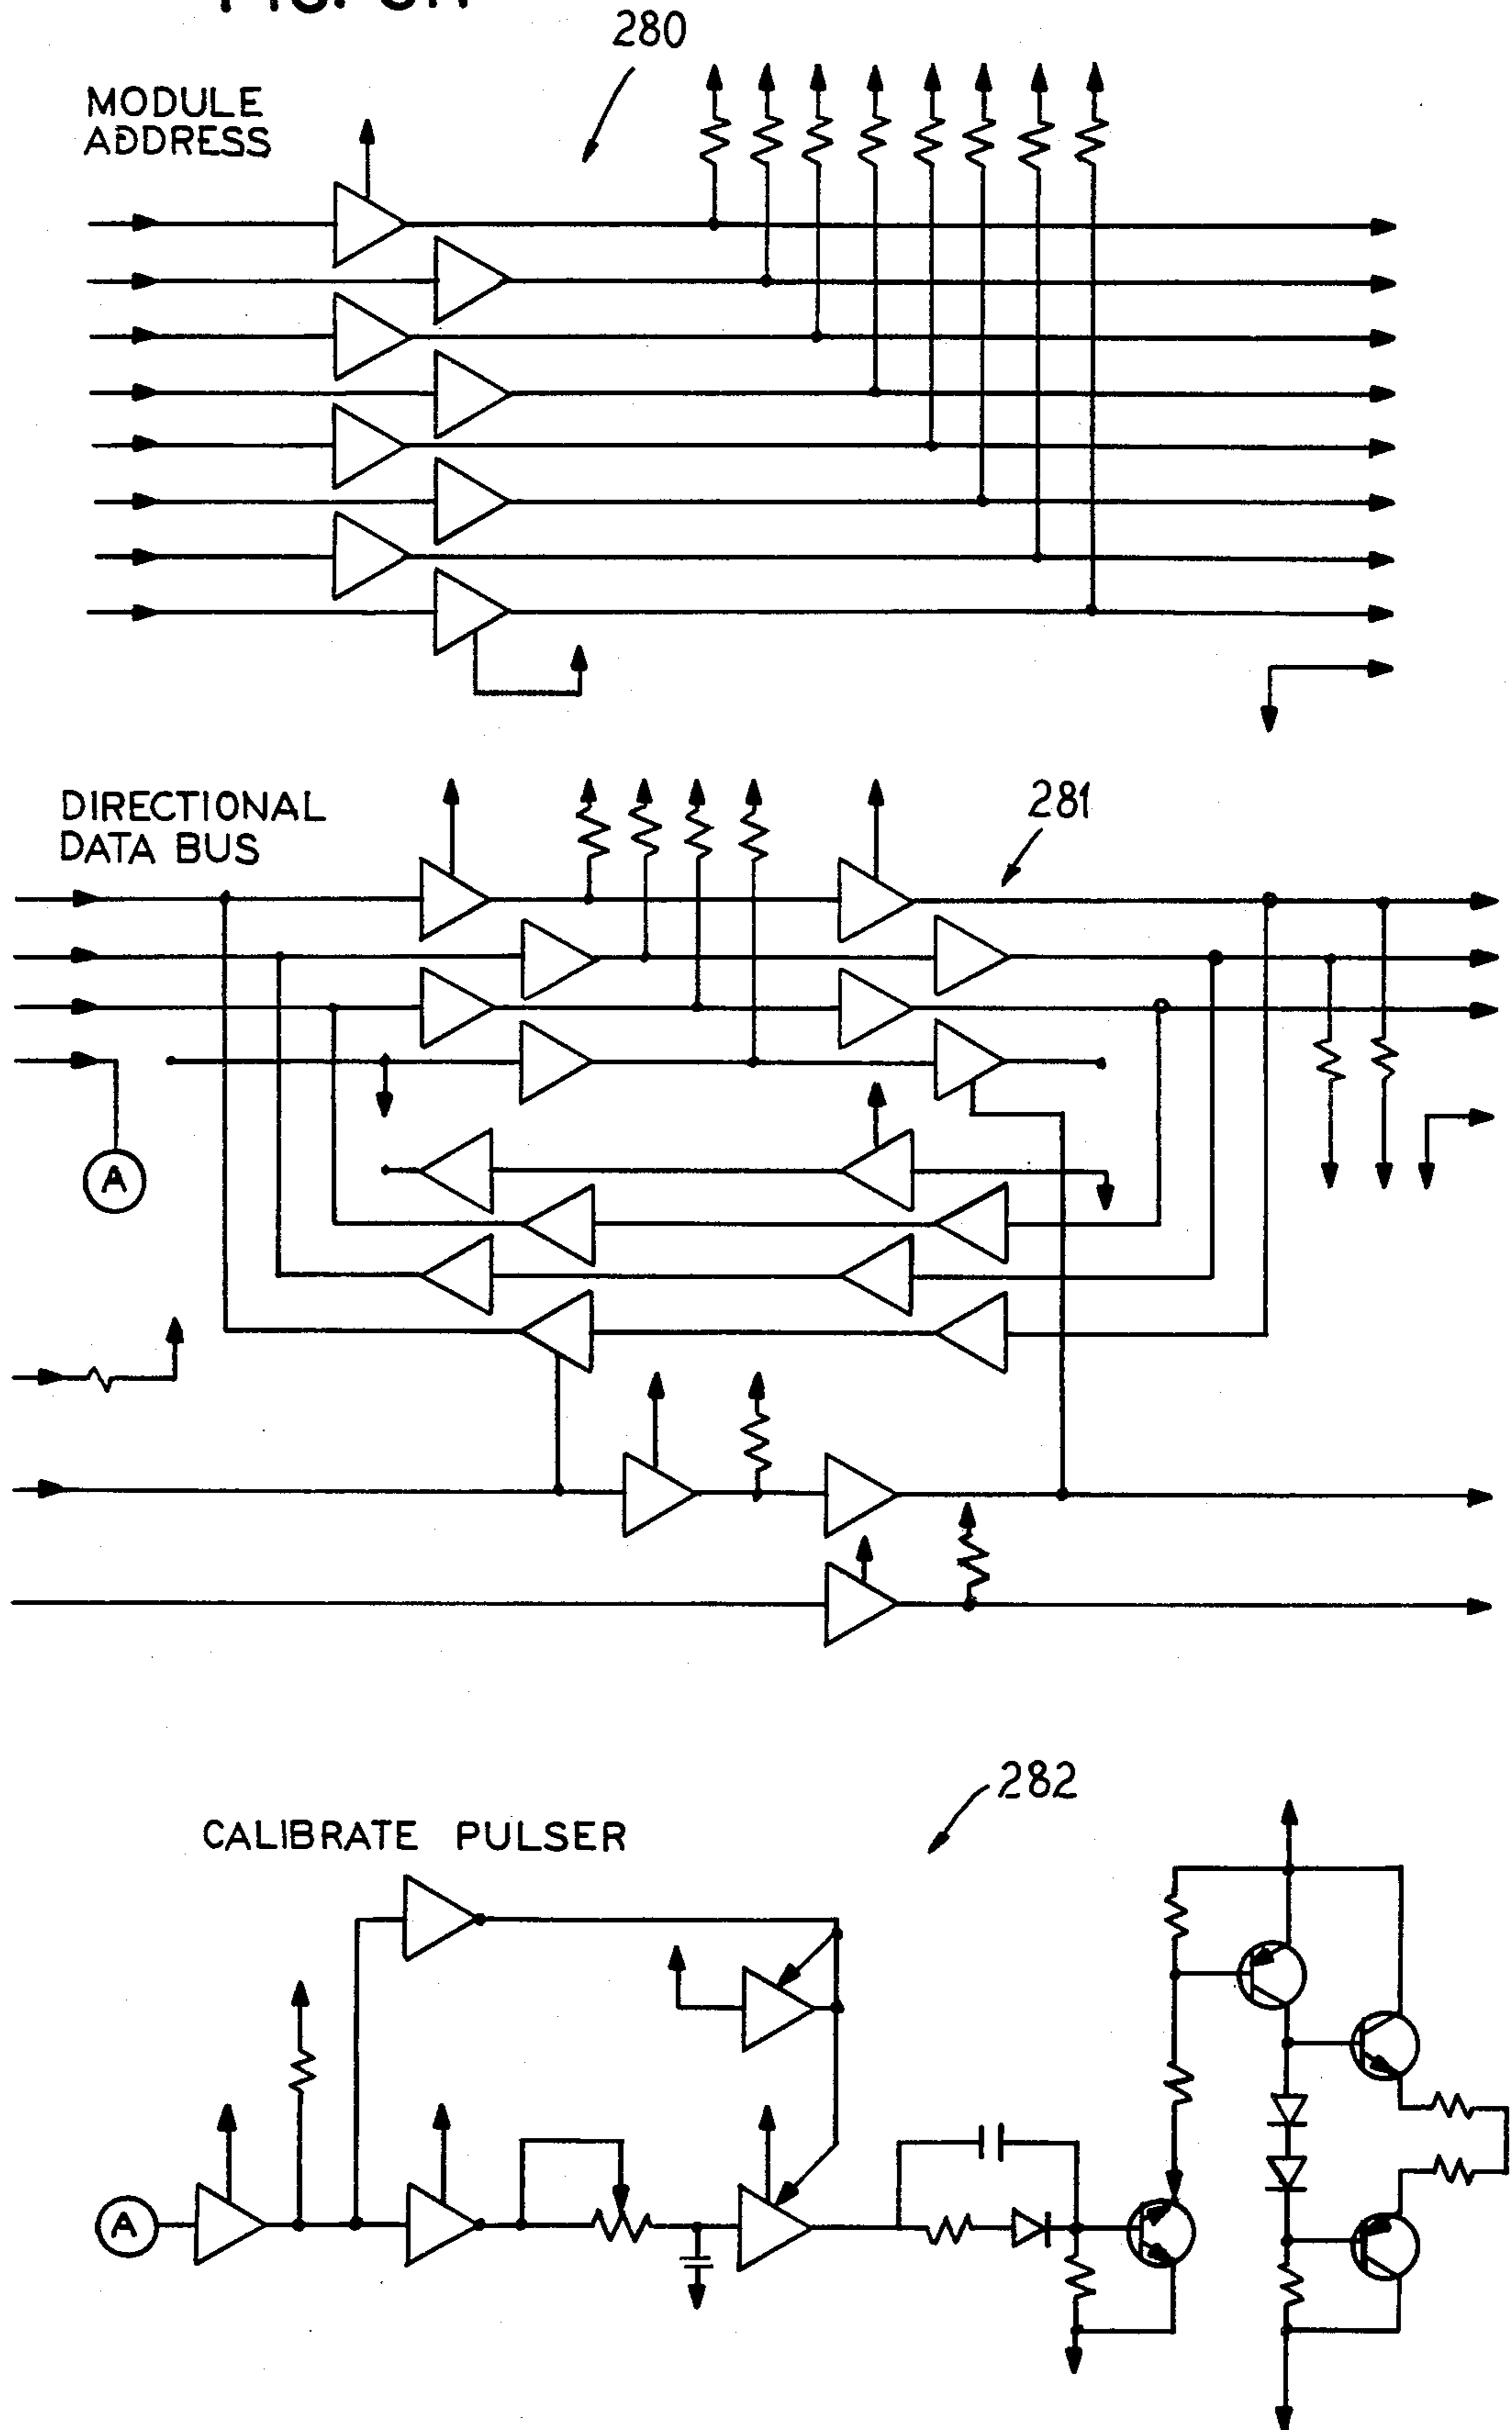 280
MODULE
ADDRESS
DIRECTIONAL
DATA BUS
281
A
282
CALIBRATE PULSER
A